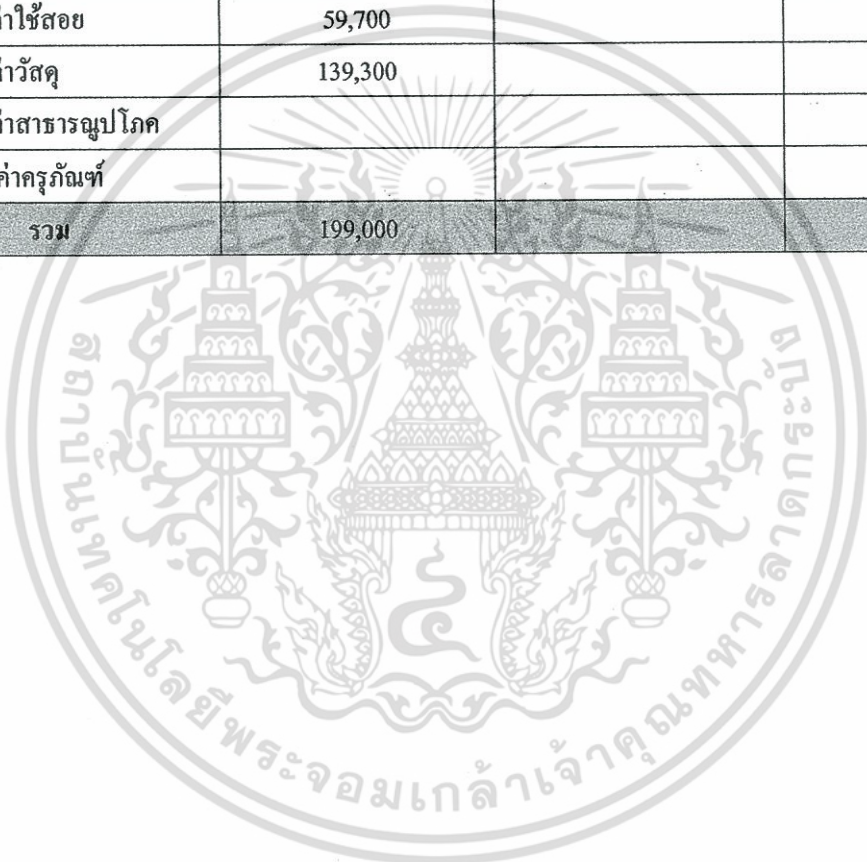 ค่าใช้สอย 59,700
ค่าวัสดุ 139,300
ค่าสาธารณูปโภค
ค่าครุภัณฑ์
รวม 199,000
สถาบันเทคโนโลยีพระจอมเกล้าเจ้าคุณทหารลาดกระบัง